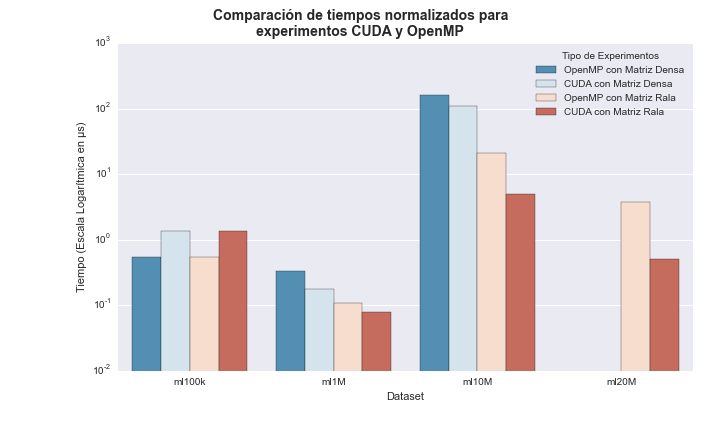 Comparación de tiempos normalizados para
experimentos CUDA y OpenMP
Tipo de Experimentos
OpenMP con Matriz Densa
CUDA con Matriz Densa
OpenMP con Matriz Rala
CUDA con Matriz Rala
Tiempo (Escala Logarítmica en μs)
10³
10²
10¹
10⁰
10⁻¹
10⁻²
ml100k ml1M ml10M ml20M
Dataset